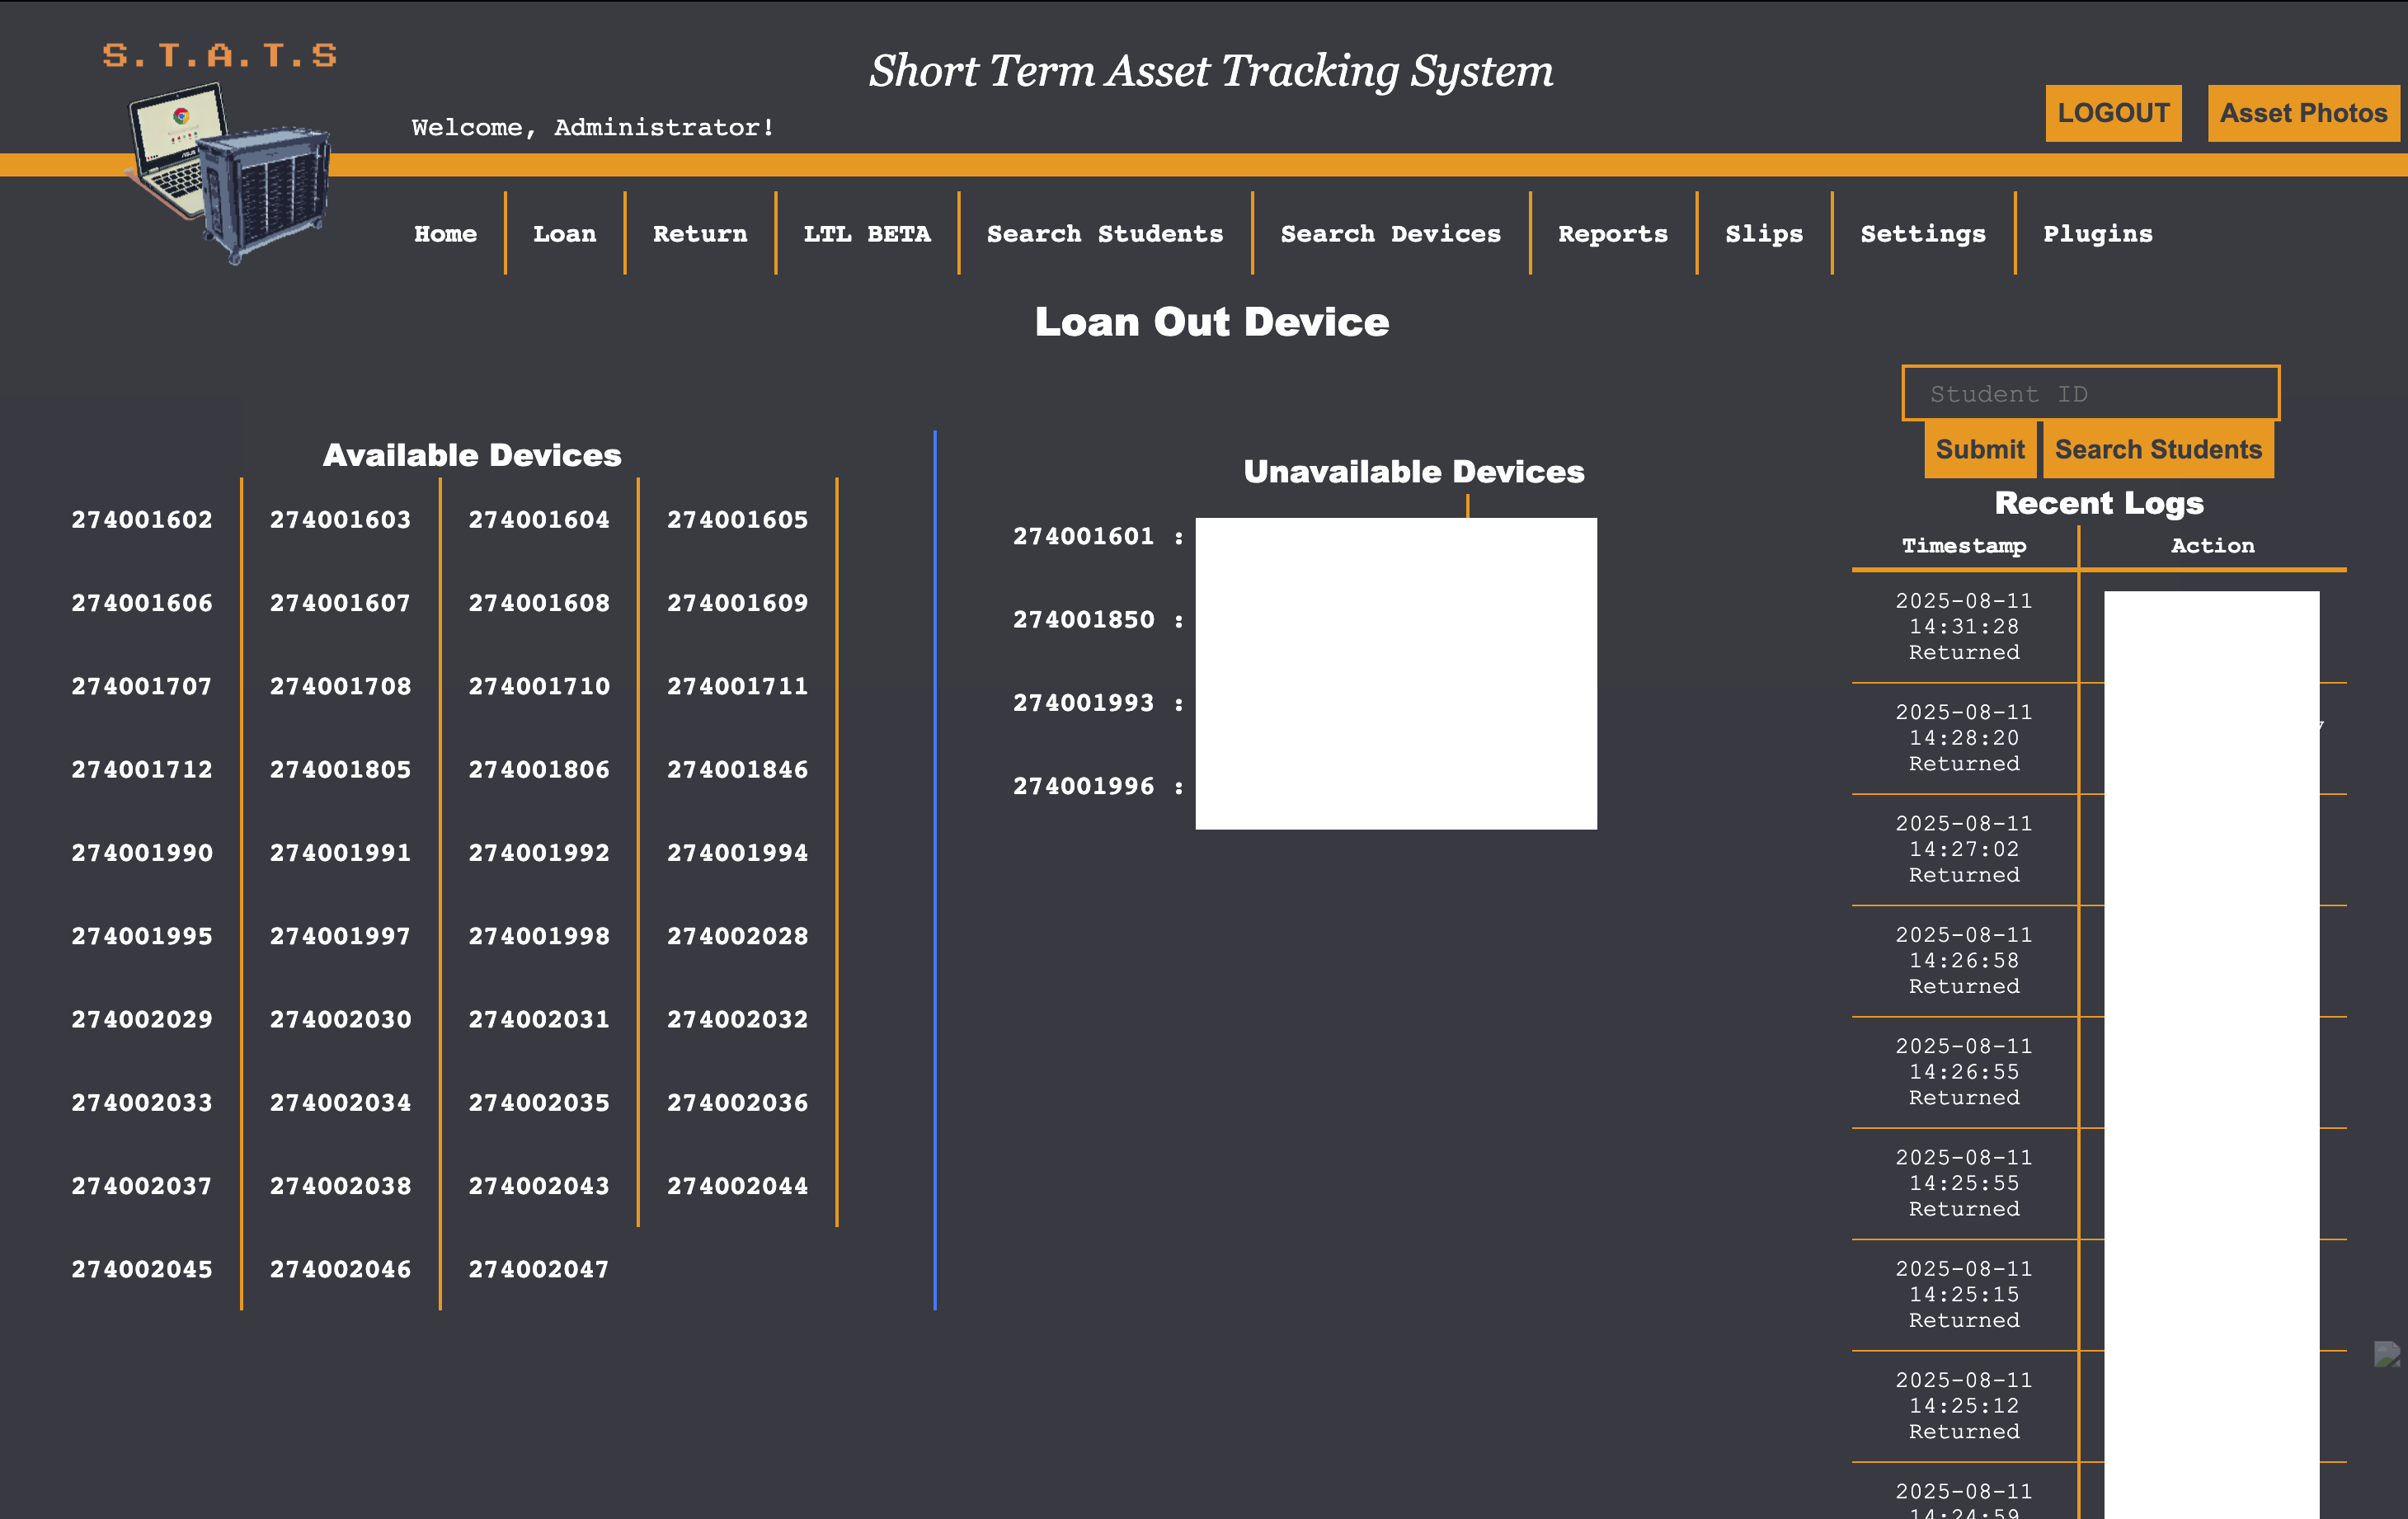 S.T.A.T.S
Short Term Asset Tracking System
Welcome, Administrator!
LOGOUT
Asset Photos
Home
Loan
Return
LTL BETA
Search Students
Search Devices
Reports
Slips
Settings
Plugins
Loan Out Device
Available Devices
274001602 274001603 274001604 274001605
274001606 274001607 274001608 274001609
274001707 274001708 274001710 274001711
274001712 274001805 274001806 274001846
274001990 274001991 274001992 274001994
274001995 274001997 274001998 274002028
274002029 274002030 274002031 274002032
274002033 274002034 274002035 274002036
274002037 274002038 274002043 274002044
274002045 274002046 274002047
Unavailable Devices
274001601 :
274001850 :
274001993 :
274001996 :
Student ID
Submit
Search Students
Recent Logs
Timestamp Action
2025-08-11
14:31:28
Returned
2025-08-11
14:28:20
Returned
2025-08-11
14:27:02
Returned
2025-08-11
14:26:58
Returned
2025-08-11
14:26:55
Returned
2025-08-11
14:25:55
Returned
2025-08-11
14:25:15
Returned
2025-08-11
14:25:12
Returned
2025-08-11
14:24:59